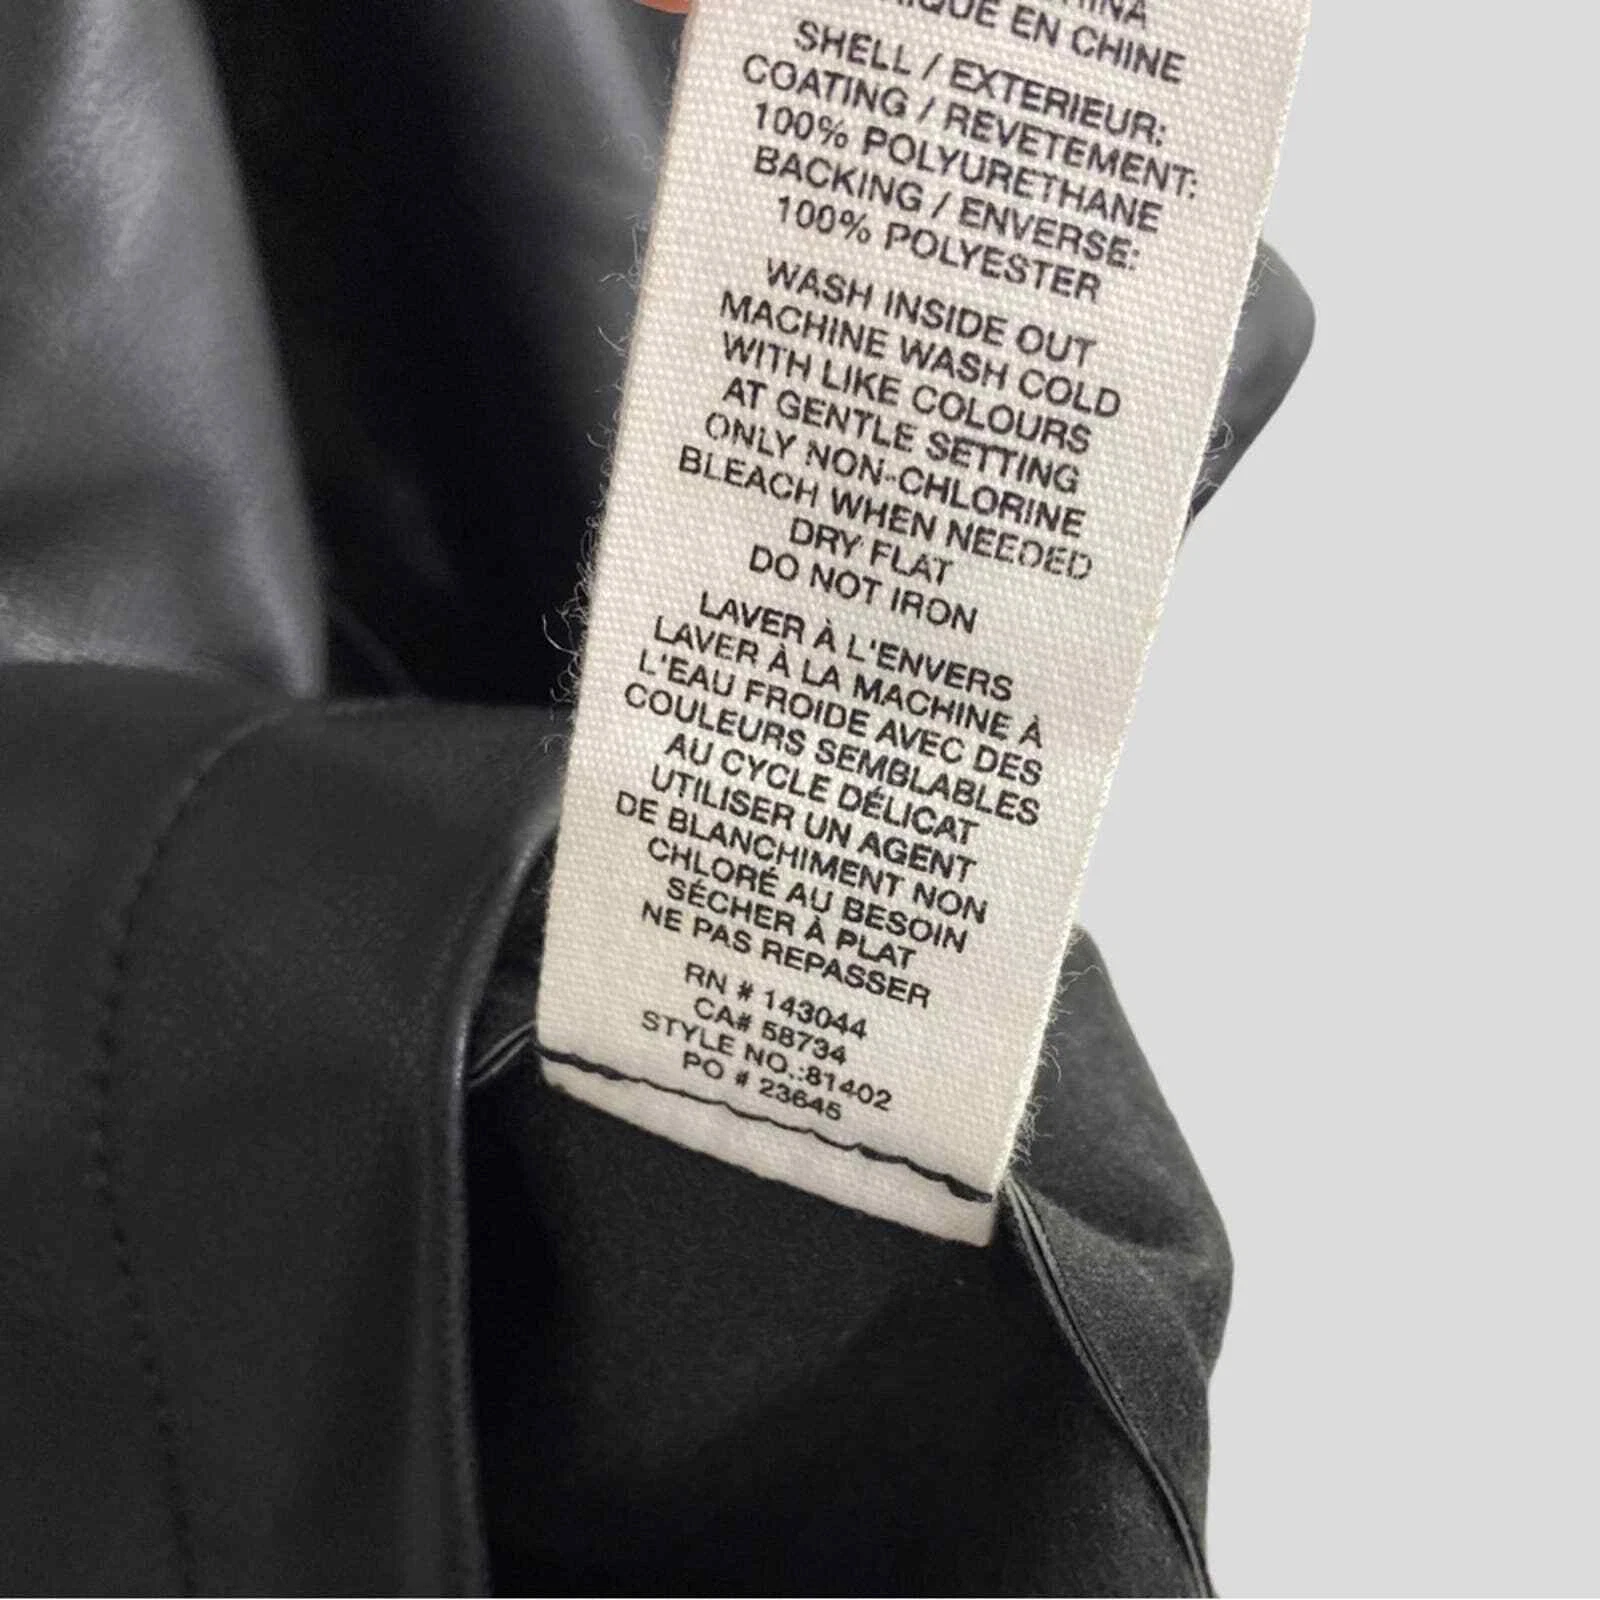 EN CHINE
SHELL / EXTERIEUR:
COATING / REVETEMENT:
100% POLYURETHANE
BACKING / ENVERSE:
100% POLYESTER
WASH INSIDE OUT
MACHINE WASH COLD
WITH LIKE COLOURS
AT GENTLE SETTING
ONLY NON-CHLORINE
BLEACH WHEN NEEDED
DRY FLAT
DO NOT IRON
LAVER À L'ENVERS
LAVER À LA MACHINE À
L'EAU FROIDE AVEC DES
COULEURS SEMBLABLES
AU CYCLE DÉLICAT
UTILISER UN AGENT
DE BLANCHIMENT NON
CHLORÉ AU BESOIN
SÉCHER À PLAT
NE PAS REPASSER
RN # 143044
CA# 58734
STYLE NO.:81402
PO # 23645